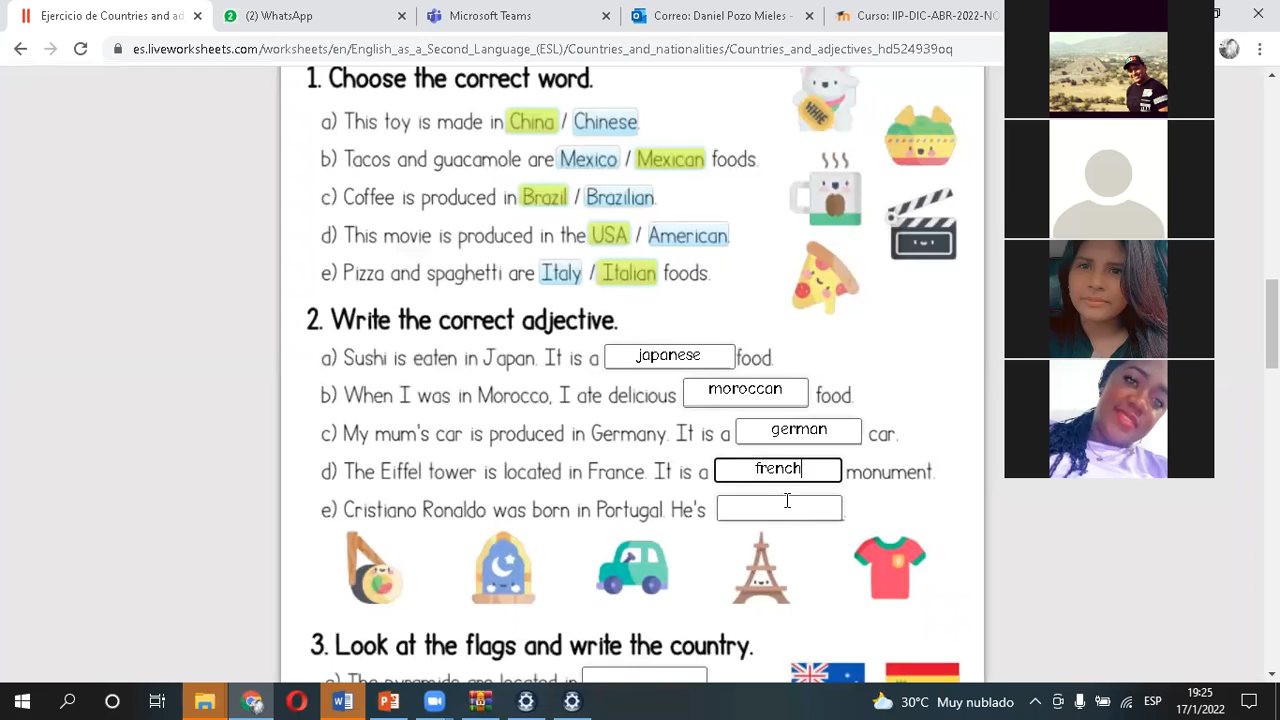 Ejercicio de Countries and ad
(2) WhatsApp
Microsoft Teams
Correo: Daniel Pozo Mieles -
Curso: IIP-DIC-ABR-2022-NO
es.liveworksheets.com/worksheets/en/English_as_a_Second_Language_(ESL)/Countries_and_nationalities/Countries_and_adjectives_hd524939oq
1. Choose the correct word.
a) This toy is made in China / Chinese.
b) Tacos and guacamole are Mexico / Mexican foods.
c) Coffee is produced in Brazil / Brazilian.
d) This movie is produced in the USA / American.
e) Pizza and spaghetti are Italy / Italian foods.
2. Write the correct adjective.
a) Sushi is eaten in Japan. It is a japanese food.
b) When I was in Morocco, I ate delicious moroccan food.
c) My mum's car is produced in Germany. It is a german car.
d) The Eiffel tower is located in France. It is a french monument.
e) Cristiano Ronaldo was born in Portugal. He's .
3. Look at the flags and write the country.
a) The pyramids are located in
30°C Muy nublado
ESP
19:25
17/1/2022